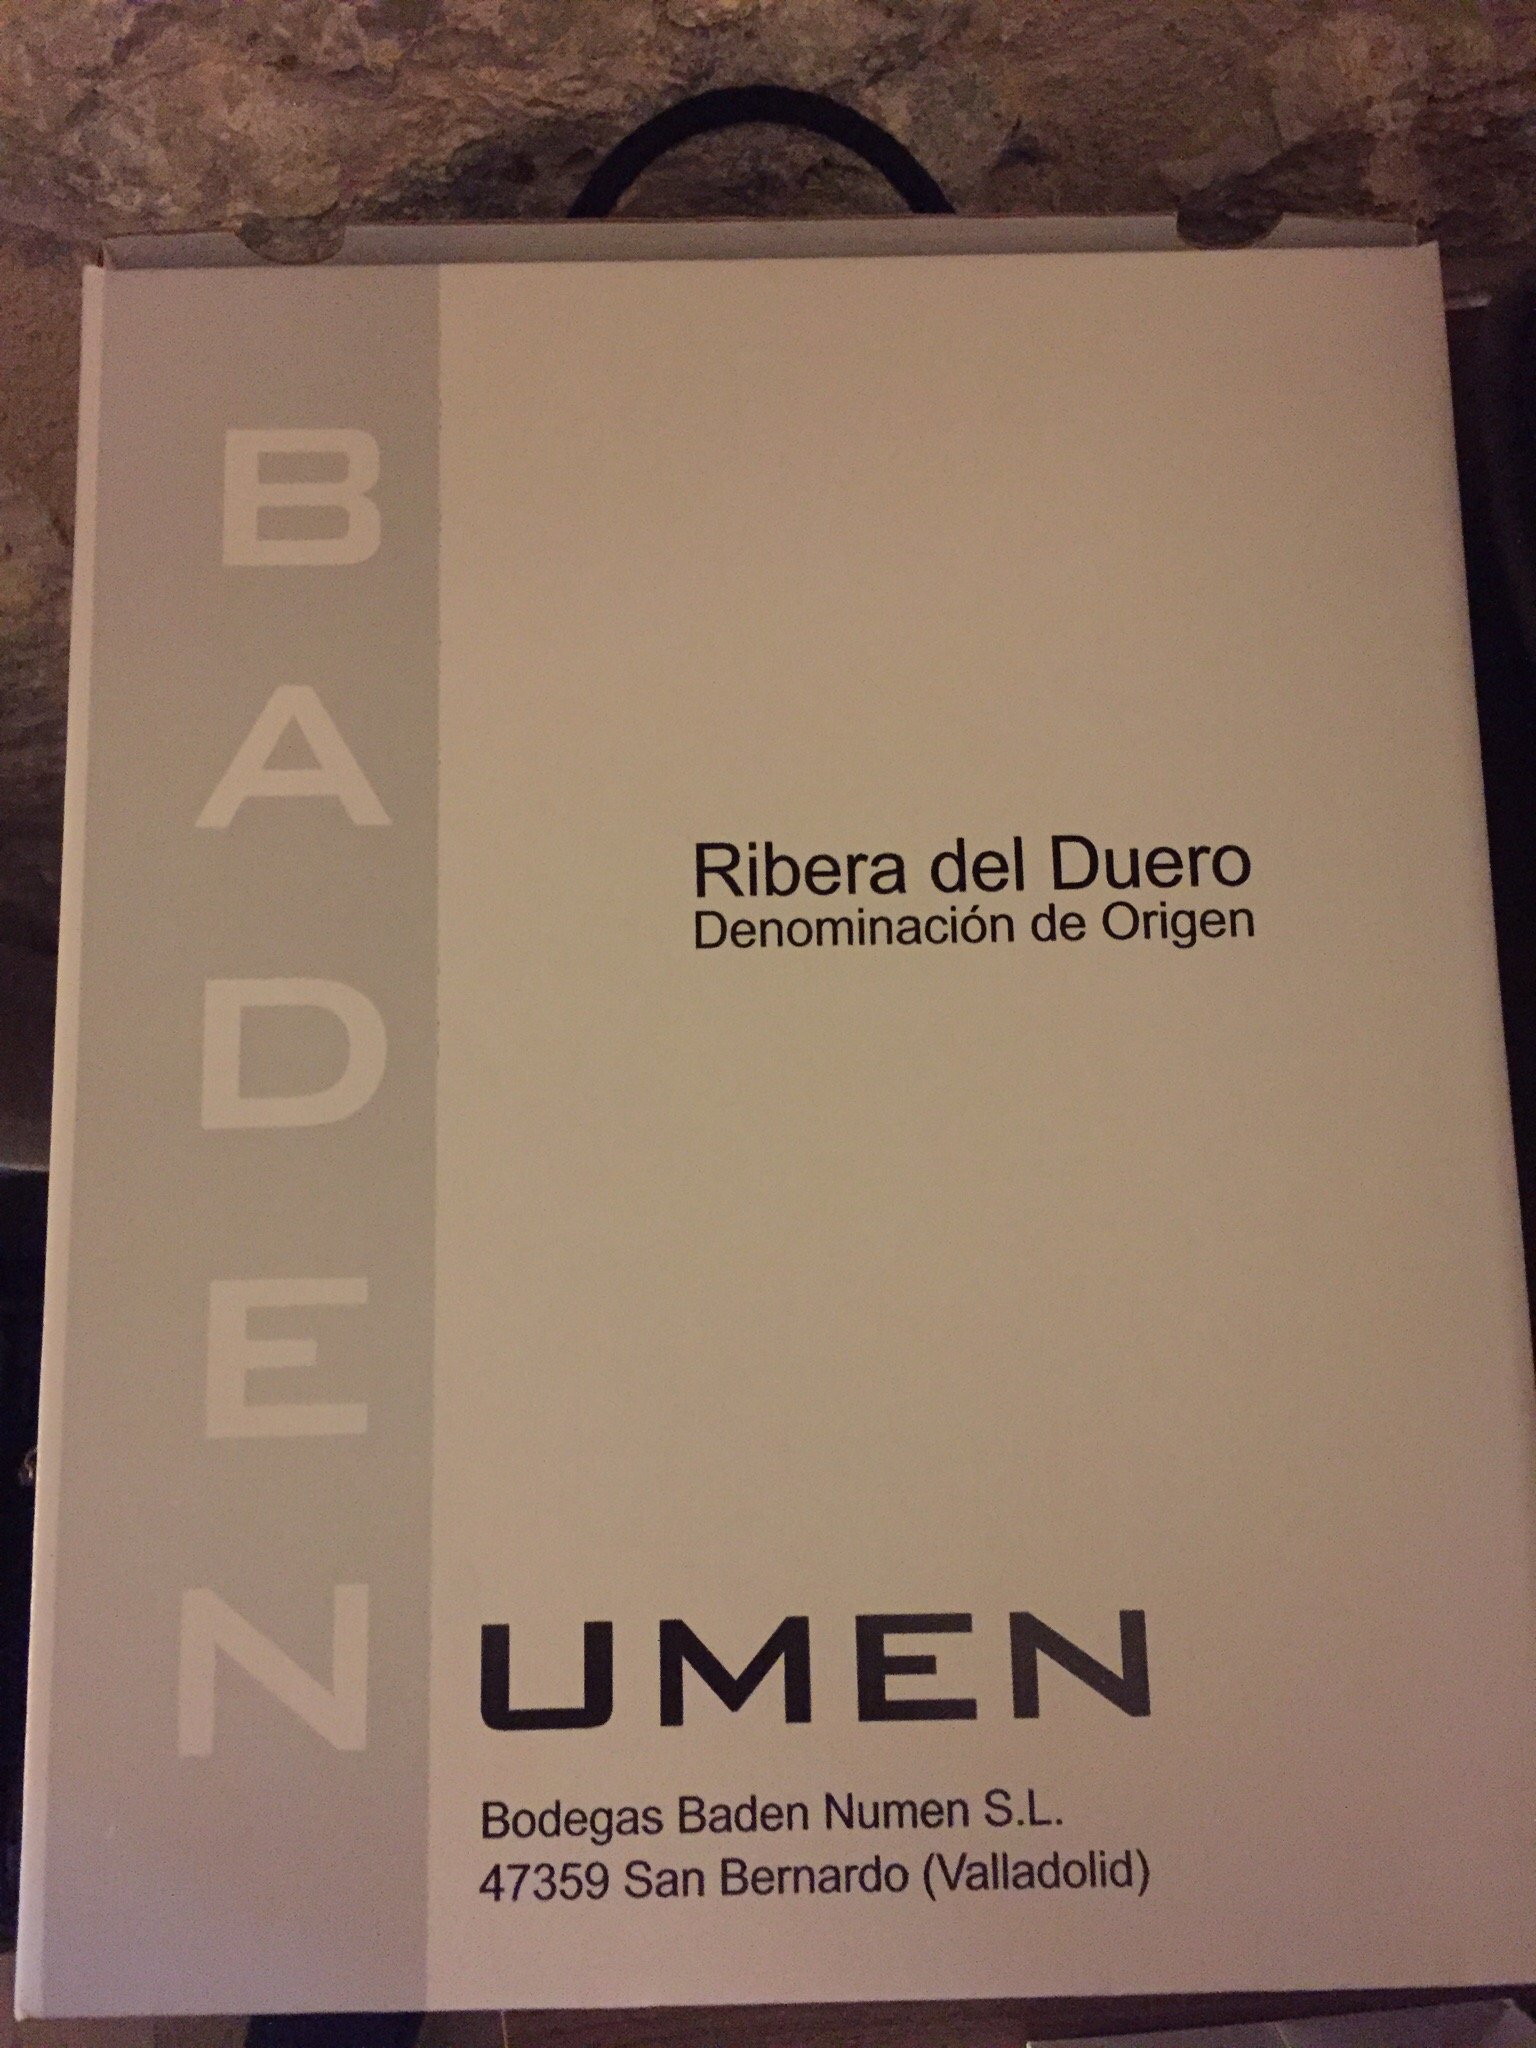 BADEN
Ribera del Duero
Denominación de Origen
UMEN
Bodegas Baden Numen S.L.
47359 San Bernardo (Valladolid)